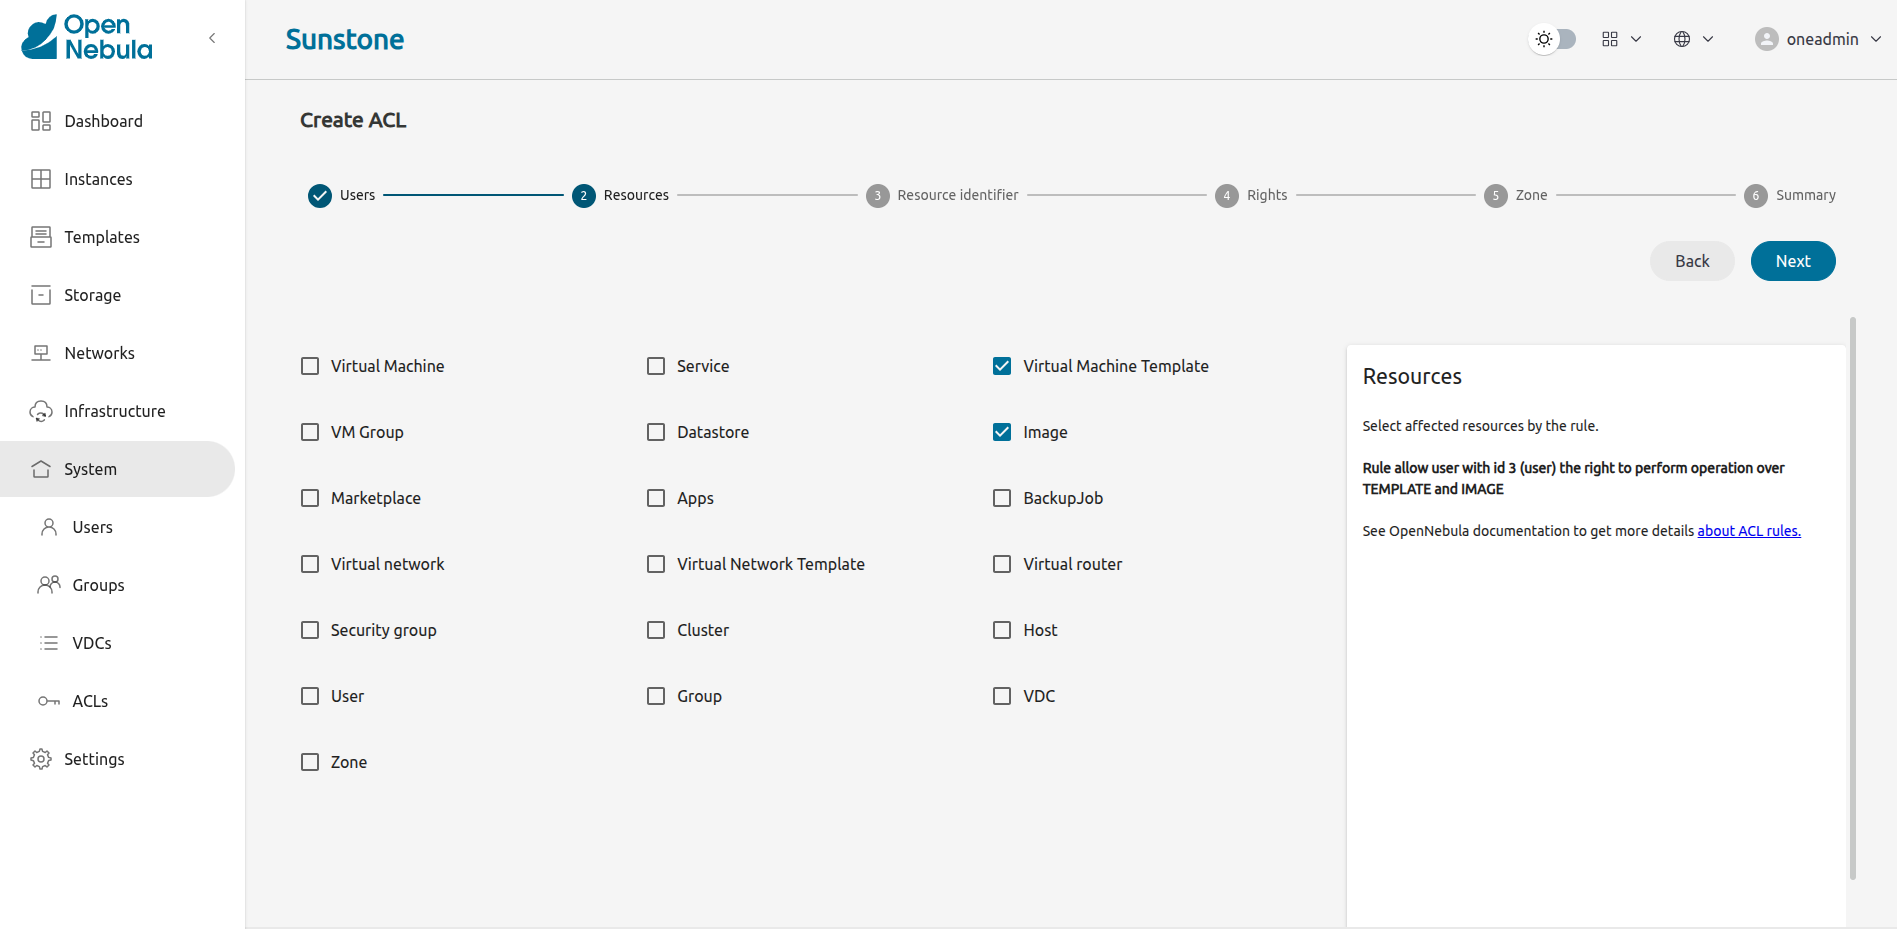 Open
Nebula
Sunstone
oneadmin
Dashboard
Instances
Templates
Storage
Networks
Infrastructure
System
Users
Groups
VDCs
ACLs
Settings
Create ACL
Users
2 Resources
3 Resource identifier
4 Rights
5 Zone
6 Summary
Back
Next
Virtual Machine
Service
Virtual Machine Template
VM Group
Datastore
Image
Marketplace
Apps
BackupJob
Virtual network
Virtual Network Template
Virtual router
Security group
Cluster
Host
User
Group
VDC
Zone
Resources
Select affected resources by the rule.
Rule allow user with id 3 (user) the right to perform operation over
TEMPLATE and IMAGE
See OpenNebula documentation to get more details about ACL rules.